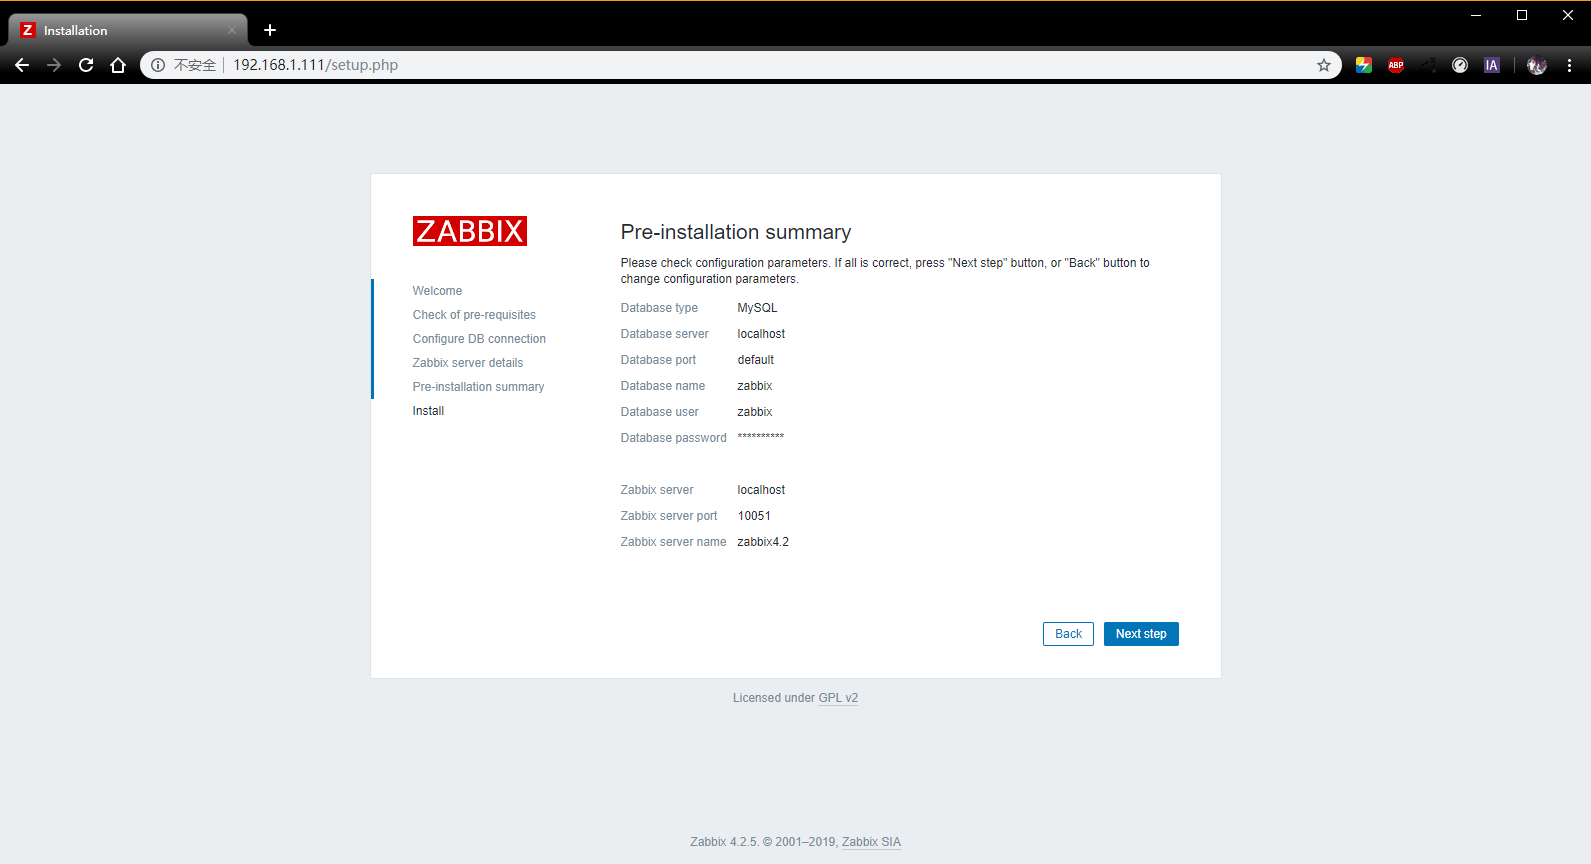 Z Installation
不安全 192.168.1.111/setup.php
ABP
IA
ZABBIX
Welcome
Check of pre-requisites
Configure DB connection
Zabbix server details
Pre-installation summary
Install
Pre-installation summary
Please check configuration parameters. If all is correct, press "Next step" button, or "Back" button to
change configuration parameters.
Database type MySQL
Database server localhost
Database port default
Database name zabbix
Database user zabbix
Database password **********
Zabbix server localhost
Zabbix server port 10051
Zabbix server name zabbix4.2
Back Next step
Licensed under GPL v2
Zabbix 4.2.5. © 2001–2019, Zabbix SIA